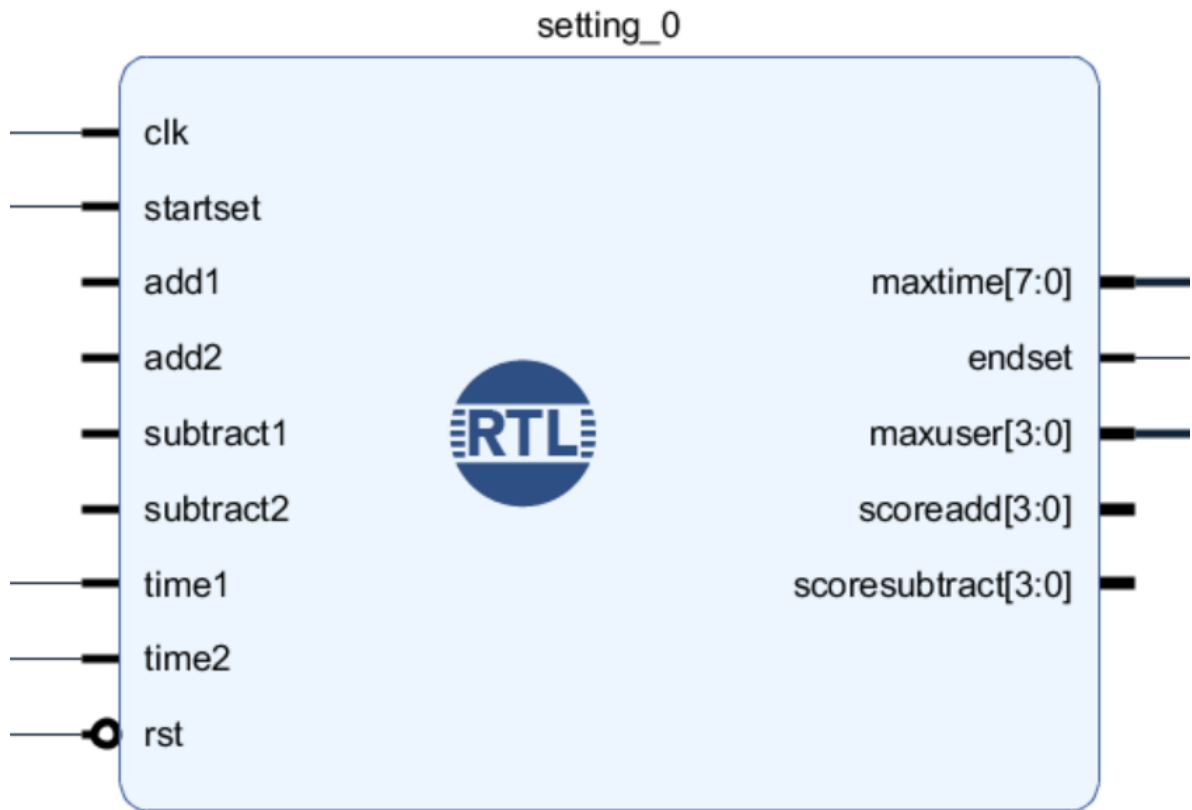 setting_0
clk
startset
add1
add2
subtract1
subtract2
time1
time2
rst
RTL
maxtime[7:0]
endset
maxuser[3:0]
scoreadd[3:0]
scoresubtract[3:0]